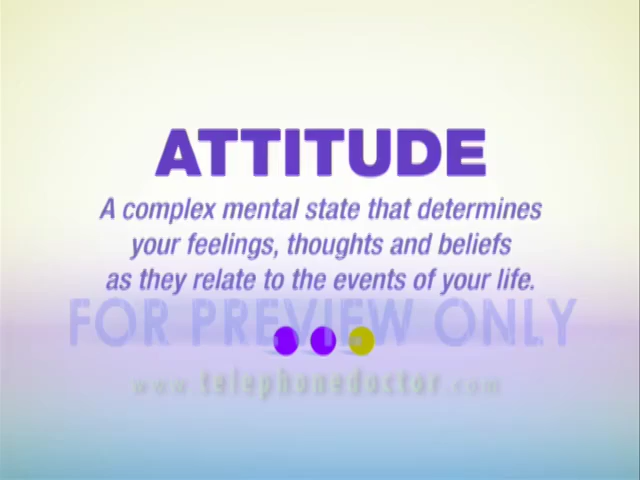 ATTITUDE
A complex mental state that determines
your feelings, thoughts and beliefs
as they relate to the events of your life.
FOR PREVIEW ONLY
www.telephonedoctor.com